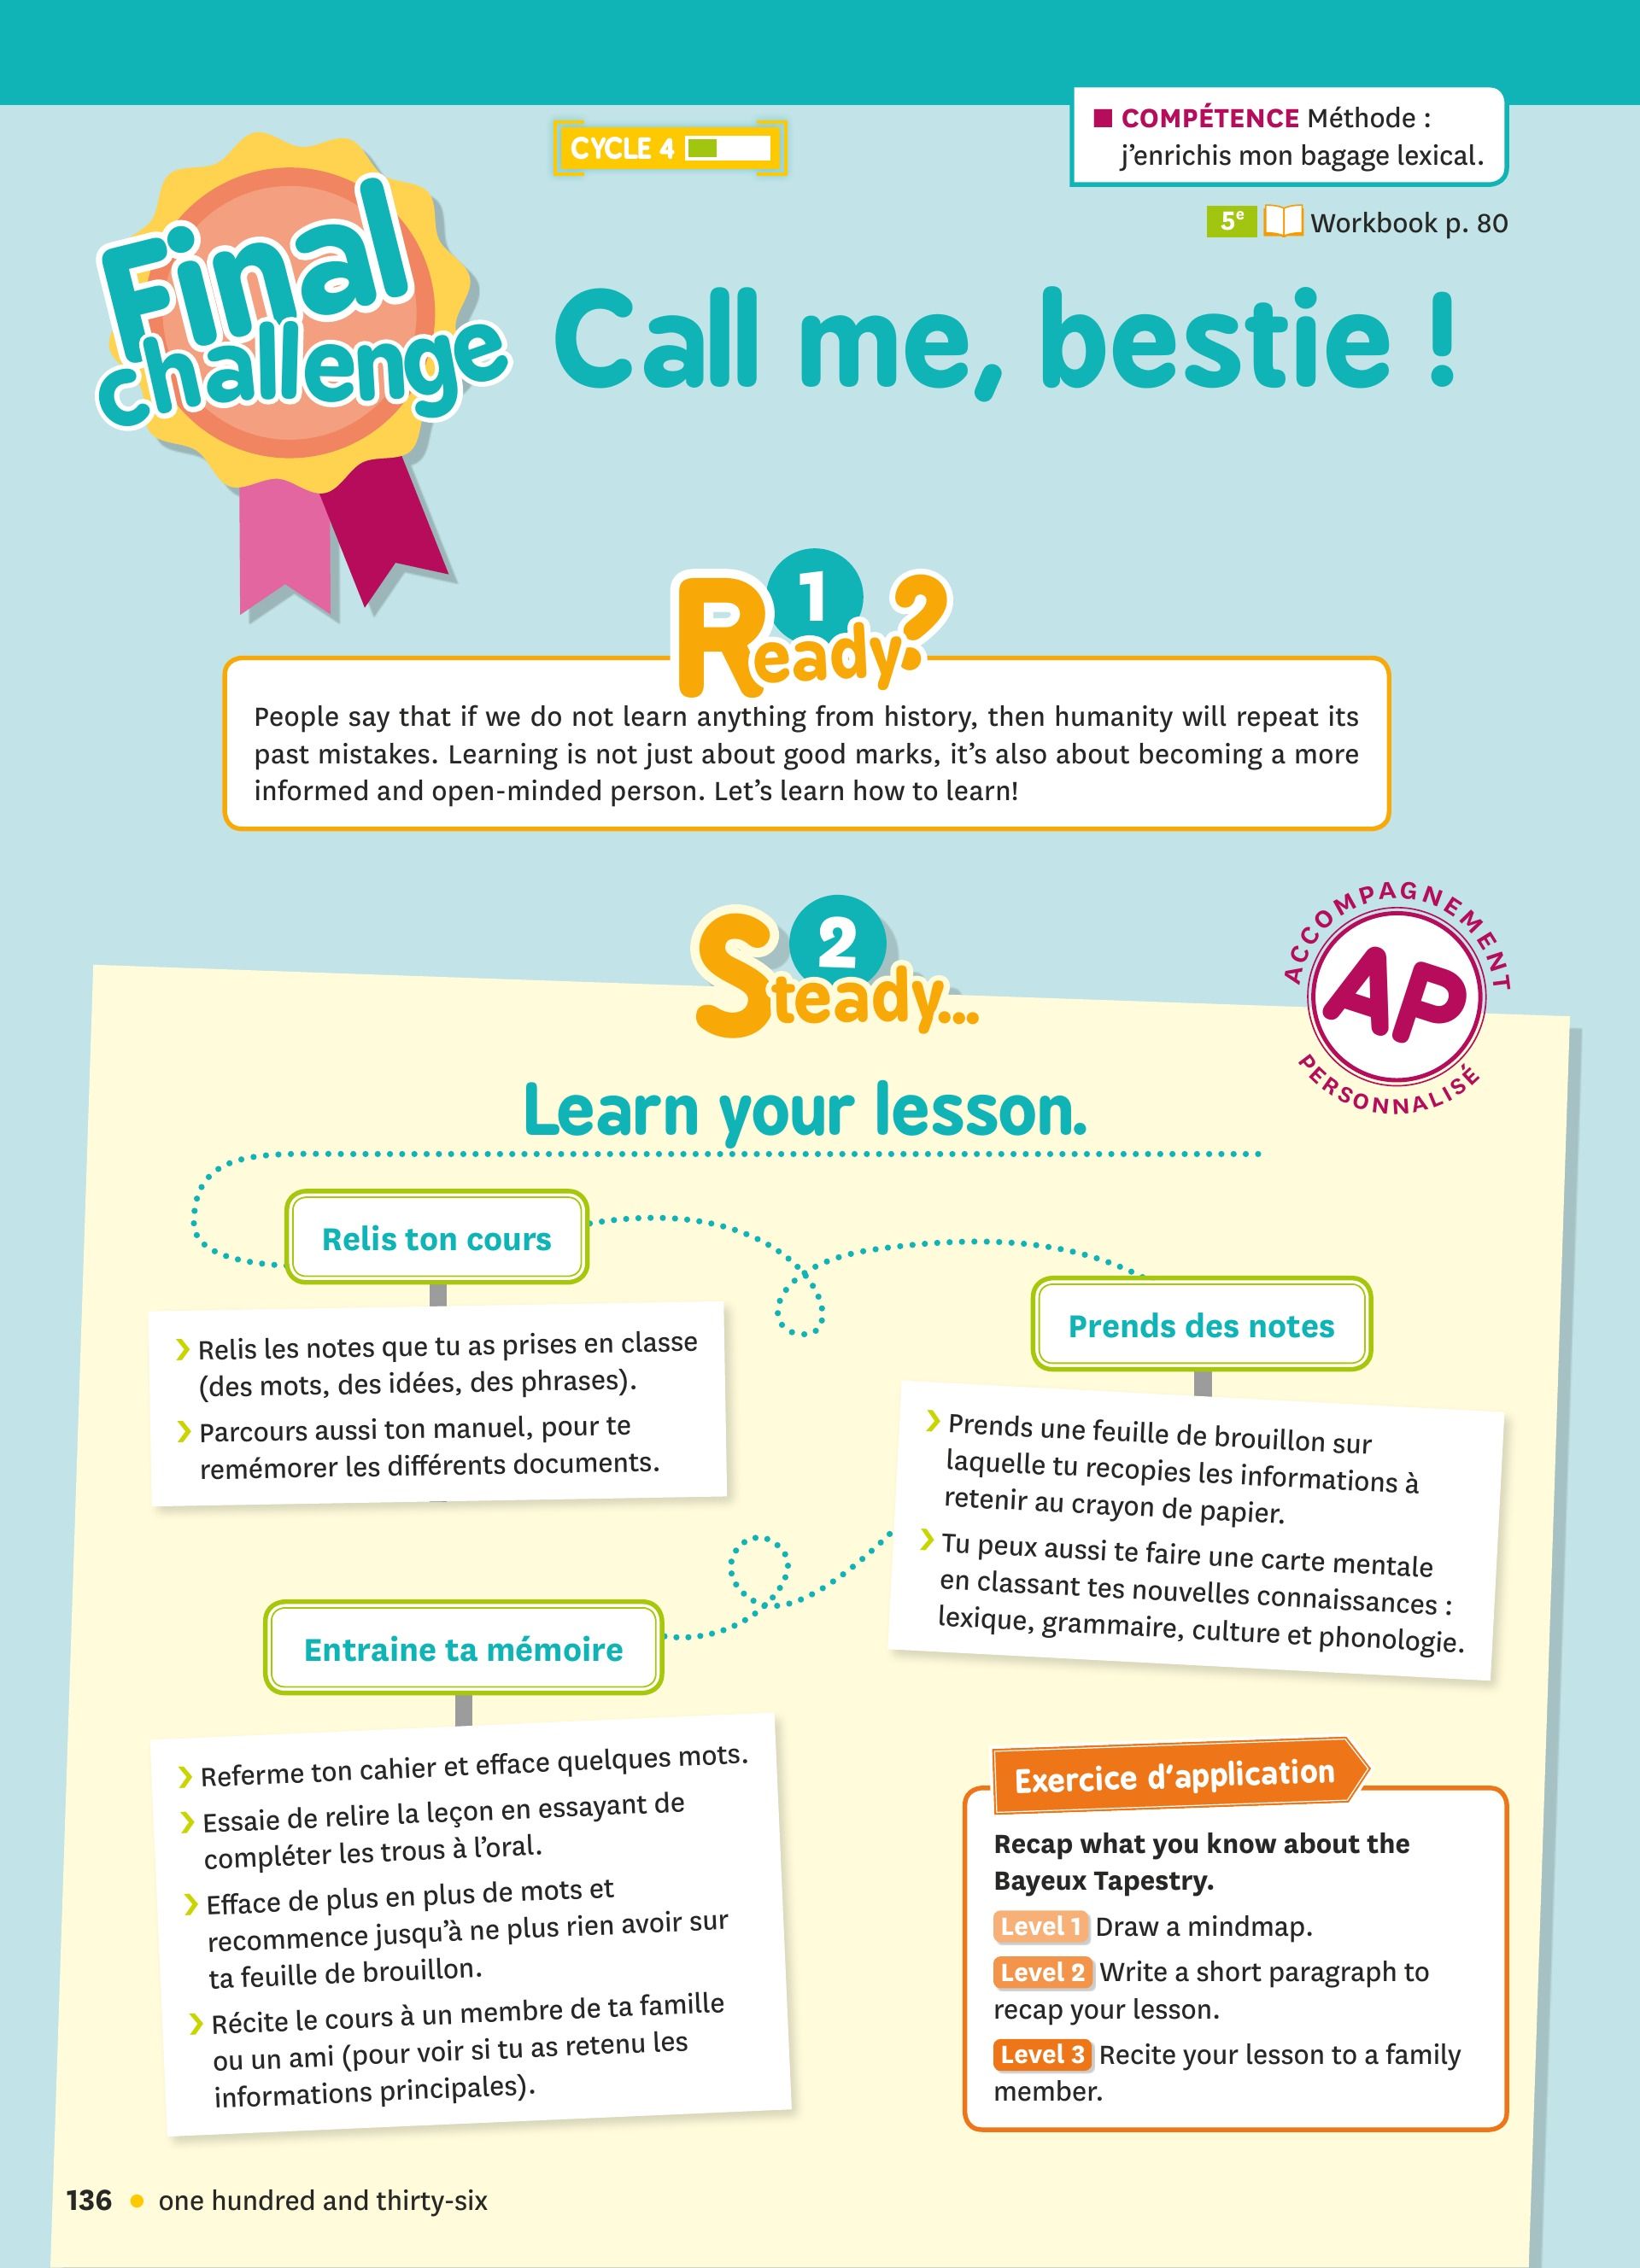 CYCLE 4
■ COMPÉTENCE Méthode :
j'enrichis mon bagage lexical.
5e Workbook p. 80
Final
challenge
Call me, bestie !
1
Ready?
People say that if we do not learn anything from history, then humanity will repeat its
past mistakes. Learning is not just about good marks, it's also about becoming a more
informed and open-minded person. Let's learn how to learn!
2
Steady...
ACCOMPAGNEMENT
AP
PERSONNALISÉ
Learn your lesson.
Relis ton cours
› Relis les notes que tu as prises en classe
(des mots, des idées, des phrases).
› Parcours aussi ton manuel, pour te
remémorer les différents documents.
Prends des notes
› Prends une feuille de brouillon sur
laquelle tu recopies les informations à
retenir au crayon de papier.
› Tu peux aussi te faire une carte mentale
en classant tes nouvelles connaissances :
lexique, grammaire, culture et phonologie.
Entraine ta mémoire
› Referme ton cahier et efface quelques mots.
› Essaie de relire la leçon en essayant de
compléter les trous à l'oral.
› Efface de plus en plus de mots et
recommence jusqu'à ne plus rien avoir sur
ta feuille de brouillon.
› Récite le cours à un membre de ta famille
ou un ami (pour voir si tu as retenu les
informations principales).
Exercice d'application
Recap what you know about the
Bayeux Tapestry.
Level 1 Draw a mindmap.
Level 2 Write a short paragraph to
recap your lesson.
Level 3 Recite your lesson to a family
member.
136 • one hundred and thirty-six